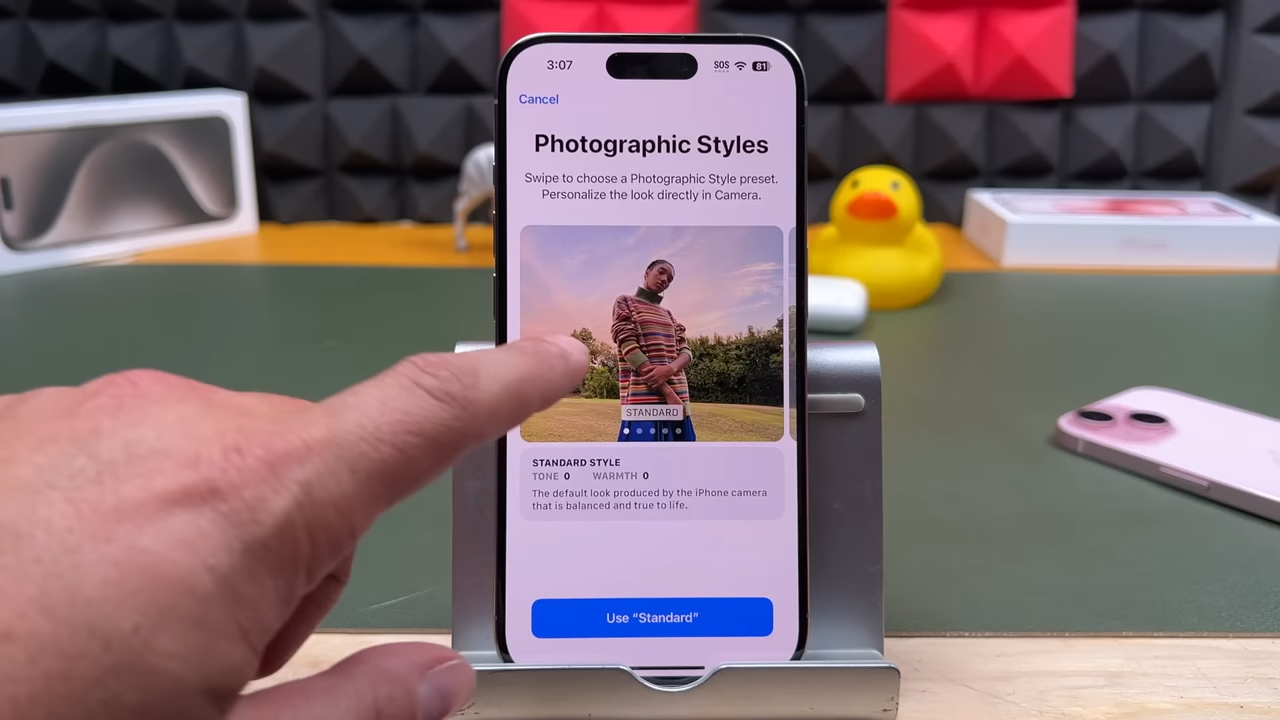 3:07
SOS
81
Cancel
Photographic Styles
Swipe to choose a Photographic Style preset.
Personalize the look directly in Camera.
STANDARD
STANDARD STYLE
TONE 0 WARMTH 0
The default look produced by the iPhone camera
that is balanced and true to life.
Use “Standard”